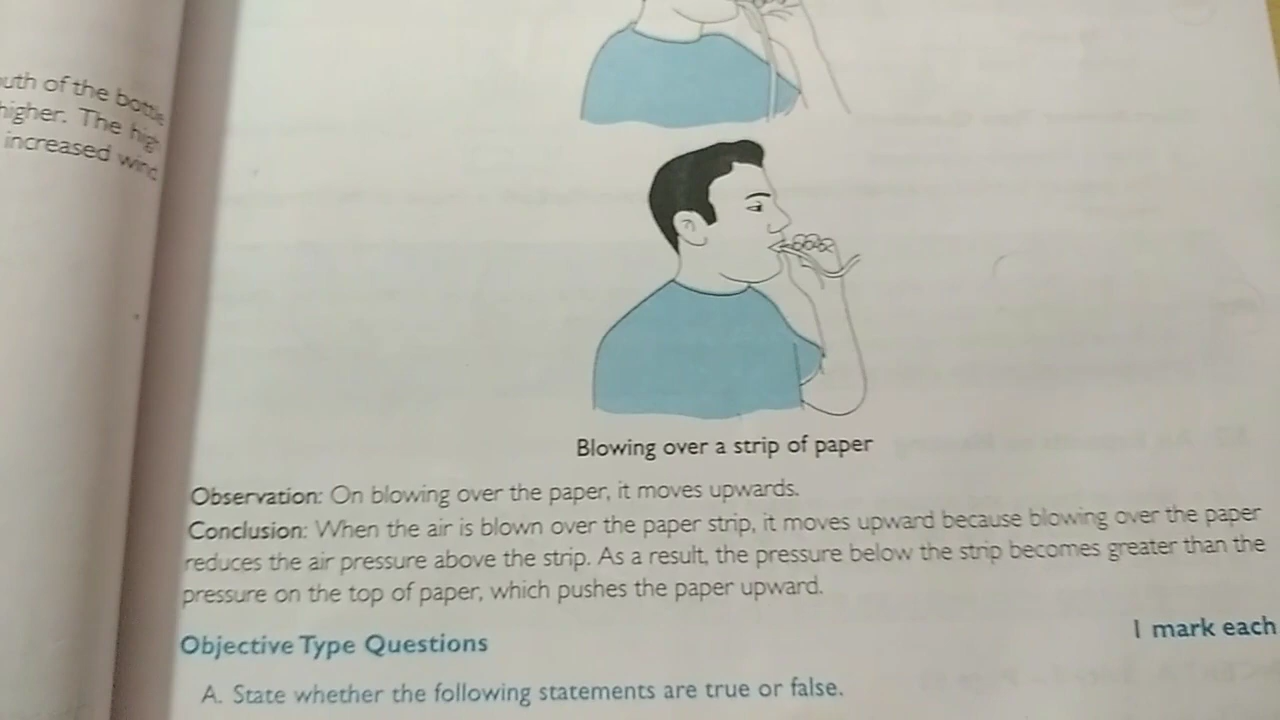 outh of the bottle
higher. The high
increased wind
Blowing over a strip of paper
Observation: On blowing over the paper, it moves upwards.
Conclusion: When the air is blown over the paper strip, it moves upward because blowing over the paper
reduces the air pressure above the strip. As a result, the pressure below the strip becomes greater than the
pressure on the top of paper, which pushes the paper upward.
Objective Type Questions
1 mark each
A. State whether the following statements are true or false.